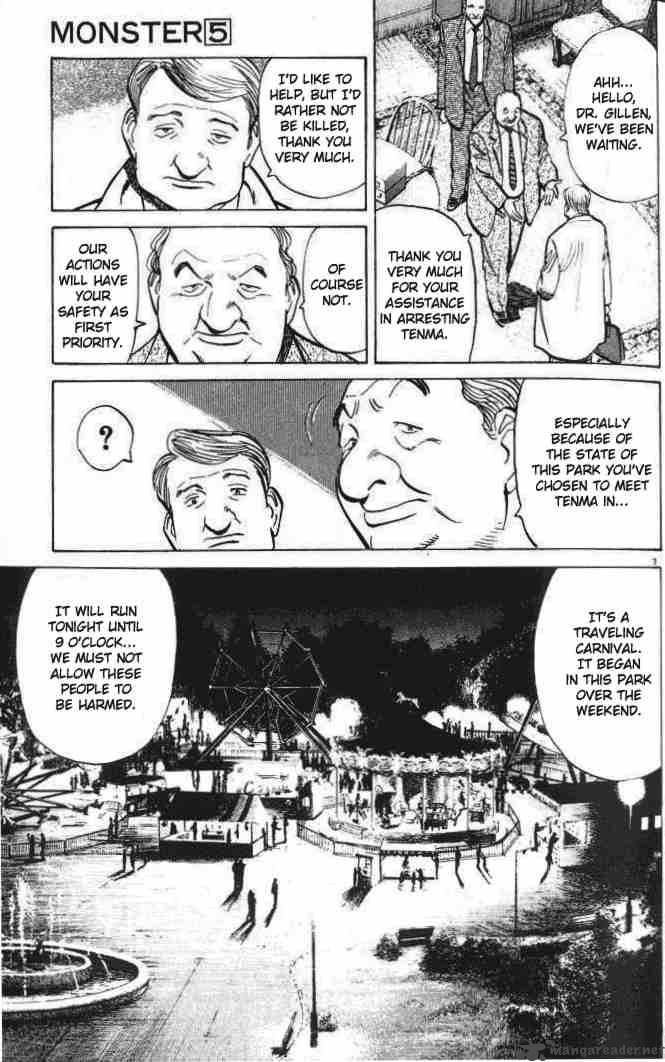 MONSTER 5
AHH...
HELLO,
DR. GILLEN,
WE'VE BEEN
WAITING.
THANK YOU
VERY MUCH
FOR YOUR
ASSISTANCE
IN ARRESTING
TENMA.
I'D LIKE TO
HELP, BUT I'D
RATHER NOT
BE KILLED,
THANK YOU
VERY MUCH.
OF
COURSE
NOT.
OUR
ACTIONS
WILL HAVE
YOUR
SAFETY AS
FIRST
PRIORITY.
ESPECIALLY
BECAUSE OF
THE STATE OF
THIS PARK YOU'VE
CHOSEN TO MEET
TENMA IN...
?
IT'S A
TRAVELING
CARNIVAL.
IT BEGAN
IN THIS PARK
OVER THE
WEEKEND.
IT WILL RUN
TONIGHT UNTIL
9 O'CLOCK...
WE MUST NOT
ALLOW THESE
PEOPLE TO
BE HARMED.
mangareader.net